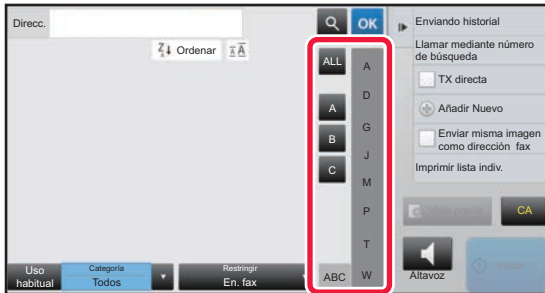 Direcc.
OK
Ordenar
ALL
A
B
C
ABC
A
D
G
J
M
P
T
W
Enviando historial
Llamar mediante número
de búsqueda
TX directa
Añadir Nuevo
Enviar misma imagen
como dirección fax
Imprimir lista indiv.
CA
Altavoz
Uso
habitual
Categoría
Todos
Restringir
En. fax